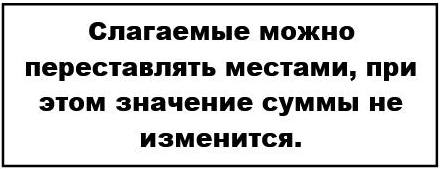 Слагаемые можно
переставлять местами, при
этом значение суммы не
изменится.